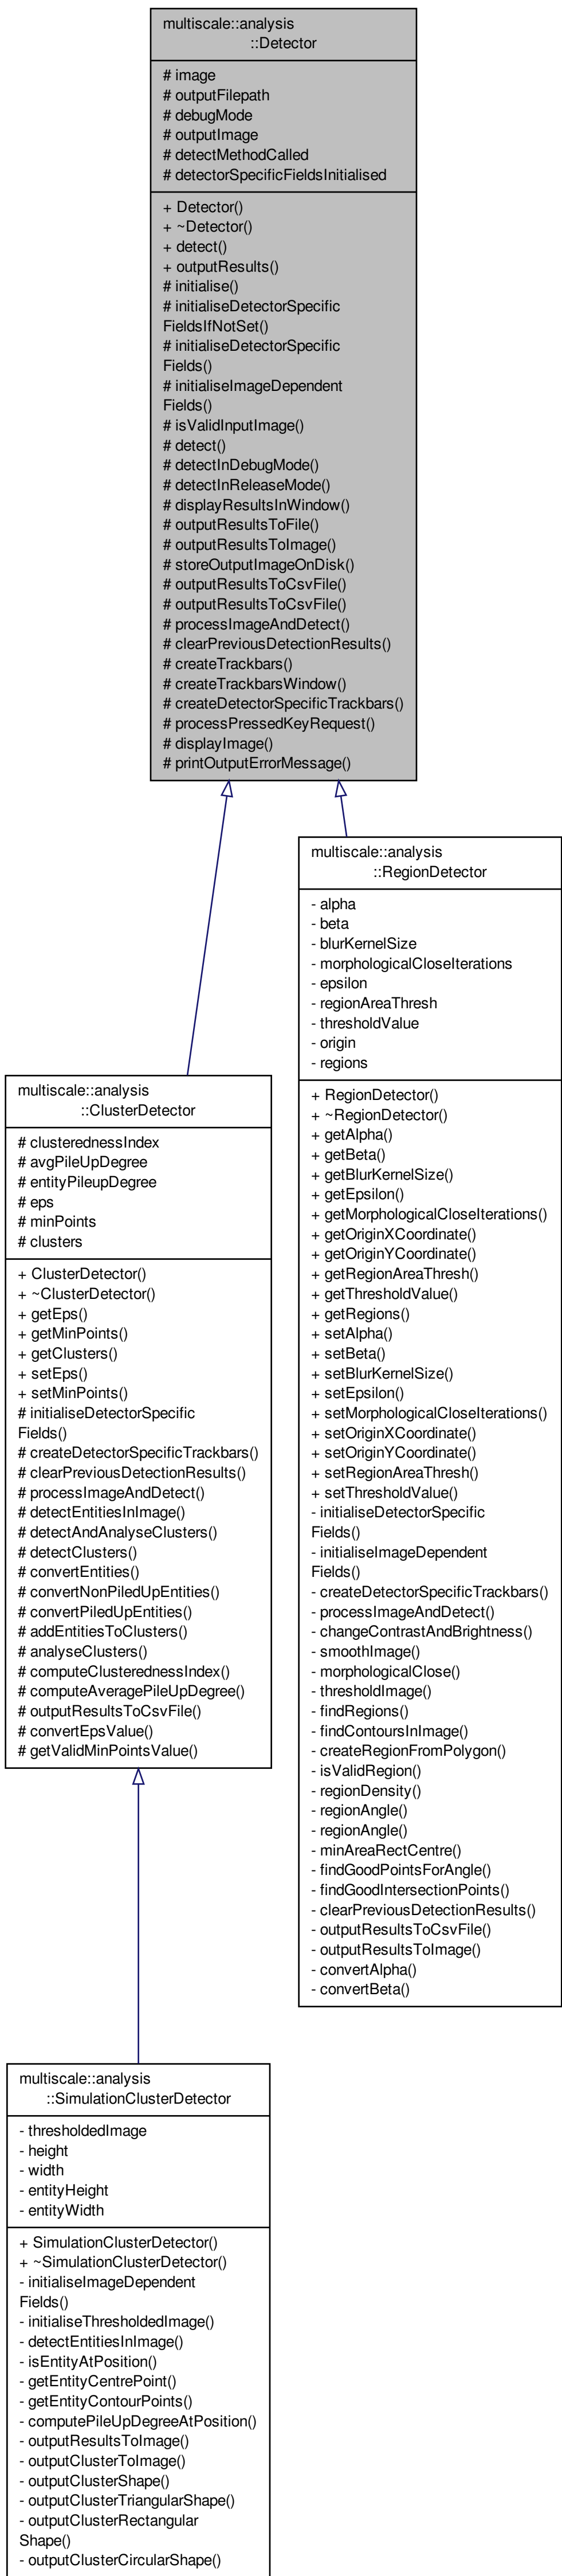 multiscale::analysis
::Detector
# image
# outputFilepath
# debugMode
# outputImage
# detectMethodCalled
# detectorSpecificFieldsInitialised
+ Detector()
+ ~Detector()
+ detect()
+ outputResults()
# initialise()
# initialiseDetectorSpecific
FieldsIfNotSet()
# initialiseDetectorSpecific
Fields()
# initialiseImageDependent
Fields()
# isValidInputImage()
# detect()
# detectInDebugMode()
# detectInReleaseMode()
# displayResultsInWindow()
# outputResultsToFile()
# outputResultsToImage()
# storeOutputImageOnDisk()
# outputResultsToCsvFile()
# outputResultsToCsvFile()
# processImageAndDetect()
# clearPreviousDetectionResults()
# createTrackbars()
# createTrackbarsWindow()
# createDetectorSpecificTrackbars()
# processPressedKeyRequest()
# displayImage()
# printOutputErrorMessage()
multiscale::analysis
::RegionDetector
- alpha
- beta
- blurKernelSize
- morphologicalCloseIterations
- epsilon
- regionAreaThresh
- thresholdValue
- origin
- regions
+ RegionDetector()
+ ~RegionDetector()
+ getAlpha()
+ getBeta()
+ getBlurKernelSize()
+ getEpsilon()
+ getMorphologicalCloseIterations()
+ getOriginXCoordinate()
+ getOriginYCoordinate()
+ getRegionAreaThresh()
+ getThresholdValue()
+ getRegions()
+ setAlpha()
+ setBeta()
+ setBlurKernelSize()
+ setEpsilon()
+ setMorphologicalCloseIterations()
+ setOriginXCoordinate()
+ setOriginYCoordinate()
+ setRegionAreaThresh()
+ setThresholdValue()
- initialiseDetectorSpecific
Fields()
- initialiseImageDependent
Fields()
- createDetectorSpecificTrackbars()
- processImageAndDetect()
- changeContrastAndBrightness()
- smoothImage()
- morphologicalClose()
- thresholdImage()
- findRegions()
- findContoursInImage()
- createRegionFromPolygon()
- isValidRegion()
- regionDensity()
- regionAngle()
- regionAngle()
- minAreaRectCentre()
- findGoodPointsForAngle()
- findGoodIntersectionPoints()
- clearPreviousDetectionResults()
- outputResultsToCsvFile()
- outputResultsToImage()
- convertAlpha()
- convertBeta()
multiscale::analysis
::ClusterDetector
# clusterednessIndex
# avgPileUpDegree
# entityPileupDegree
# eps
# minPoints
# clusters
+ ClusterDetector()
+ ~ClusterDetector()
+ getEps()
+ getMinPoints()
+ getClusters()
+ setEps()
+ setMinPoints()
# initialiseDetectorSpecific
Fields()
# createDetectorSpecificTrackbars()
# clearPreviousDetectionResults()
# processImageAndDetect()
# detectEntitiesInImage()
# detectAndAnalyseClusters()
# detectClusters()
# convertEntities()
# convertNonPiledUpEntities()
# convertPiledUpEntities()
# addEntitiesToClusters()
# analyseClusters()
# computeClusterednessIndex()
# computeAveragePileUpDegree()
# outputResultsToCsvFile()
# convertEpsValue()
# getValidMinPointsValue()
multiscale::analysis
::SimulationClusterDetector
- thresholdedImage
- height
- width
- entityHeight
- entityWidth
+ SimulationClusterDetector()
+ ~SimulationClusterDetector()
- initialiseImageDependent
Fields()
- initialiseThresholdedImage()
- detectEntitiesInImage()
- isEntityAtPosition()
- getEntityCentrePoint()
- getEntityContourPoints()
- computePileUpDegreeAtPosition()
- outputResultsToImage()
- outputClusterToImage()
- outputClusterShape()
- outputClusterTriangularShape()
- outputClusterRectangular
Shape()
- outputClusterCircularShape()